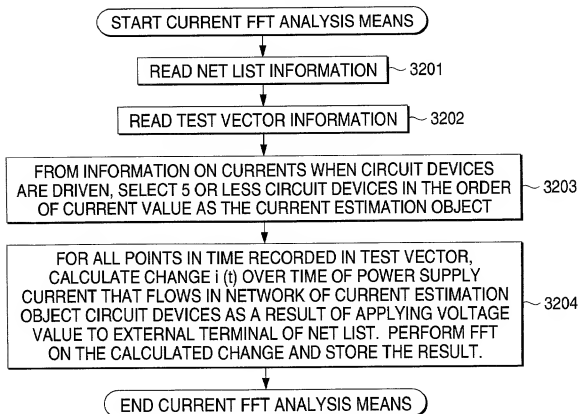 START CURRENT FFT ANALYSIS MEANS
READ NET LIST INFORMATION
3201
READ TEST VECTOR INFORMATION
3202
FROM INFORMATION ON CURRENTS WHEN CIRCUIT DEVICES
ARE DRIVEN, SELECT 5 OR LESS CIRCUIT DEVICES IN THE ORDER
OF CURRENT VALUE AS THE CURRENT ESTIMATION OBJECT
3203
FOR ALL POINTS IN TIME RECORDED IN TEST VECTOR,
CALCULATE CHANGE i (t) OVER TIME OF POWER SUPPLY
CURRENT THAT FLOWS IN NETWORK OF CURRENT ESTIMATION
OBJECT CIRCUIT DEVICES AS A RESULT OF APPLYING VOLTAGE
VALUE TO EXTERNAL TERMINAL OF NET LIST. PERFORM FFT
ON THE CALCULATED CHANGE AND STORE THE RESULT.
3204
END CURRENT FFT ANALYSIS MEANS